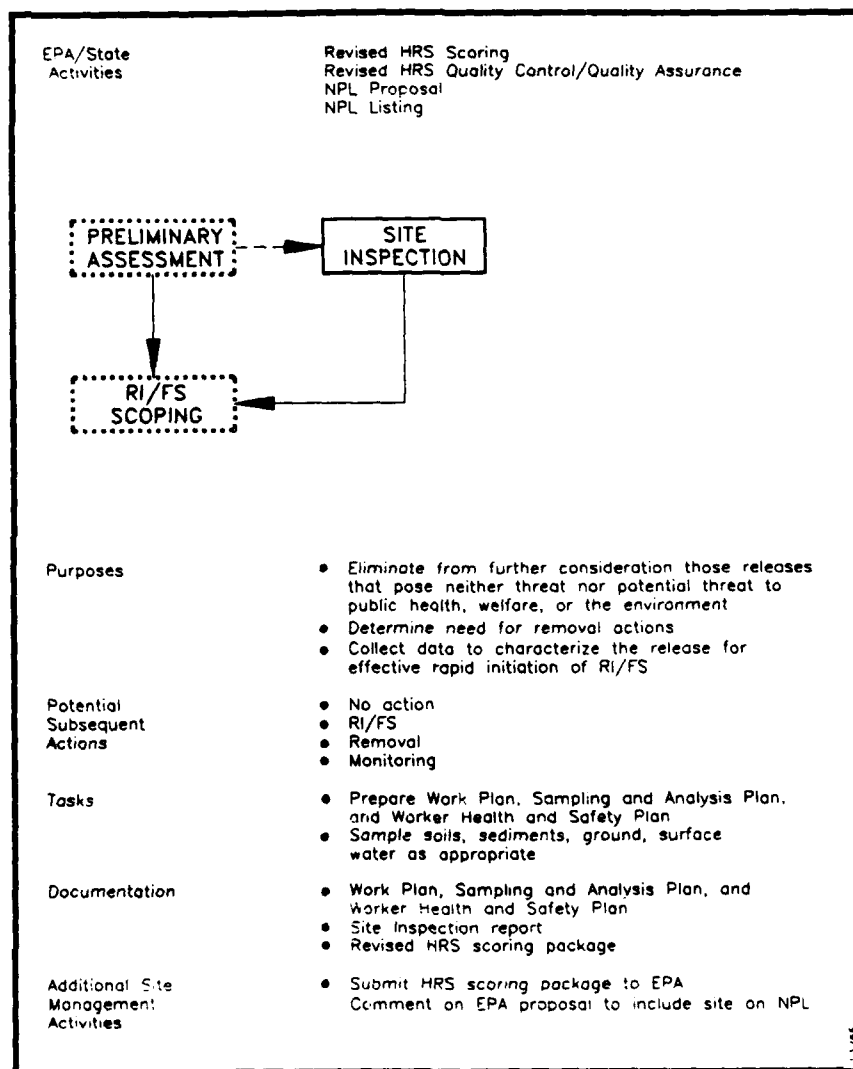 EPA/State Revised HRS Scoring
Activities Revised HRS Quality Control/Quality Assurance
NPL Proposal
NPL Listing
PRELIMINARY
ASSESSMENT
SITE
INSPECTION
RI/FS
SCOPING
Purposes ● Eliminate from further consideration those releases
that pose neither threat nor potential threat to
public health, welfare, or the environment
● Determine need for removal actions
● Collect data to characterize the release for
effective rapid initiation of RI/FS
Potential ● No action
Subsequent ● RI/FS
Actions ● Removal
● Monitoring
Tasks ● Prepare Work Plan, Sampling and Analysis Plan,
and Worker Health and Safety Plan
● Sample soils, sediments, ground, surface
water as appropriate
Documentation ● Work Plan, Sampling and Analysis Plan, and
Worker Health and Safety Plan
● Site Inspection report
● Revised HRS scoring package
Additional Site ● Submit HRS scoring package to EPA
Management Comment on EPA proposal to include site on NPL
Activities